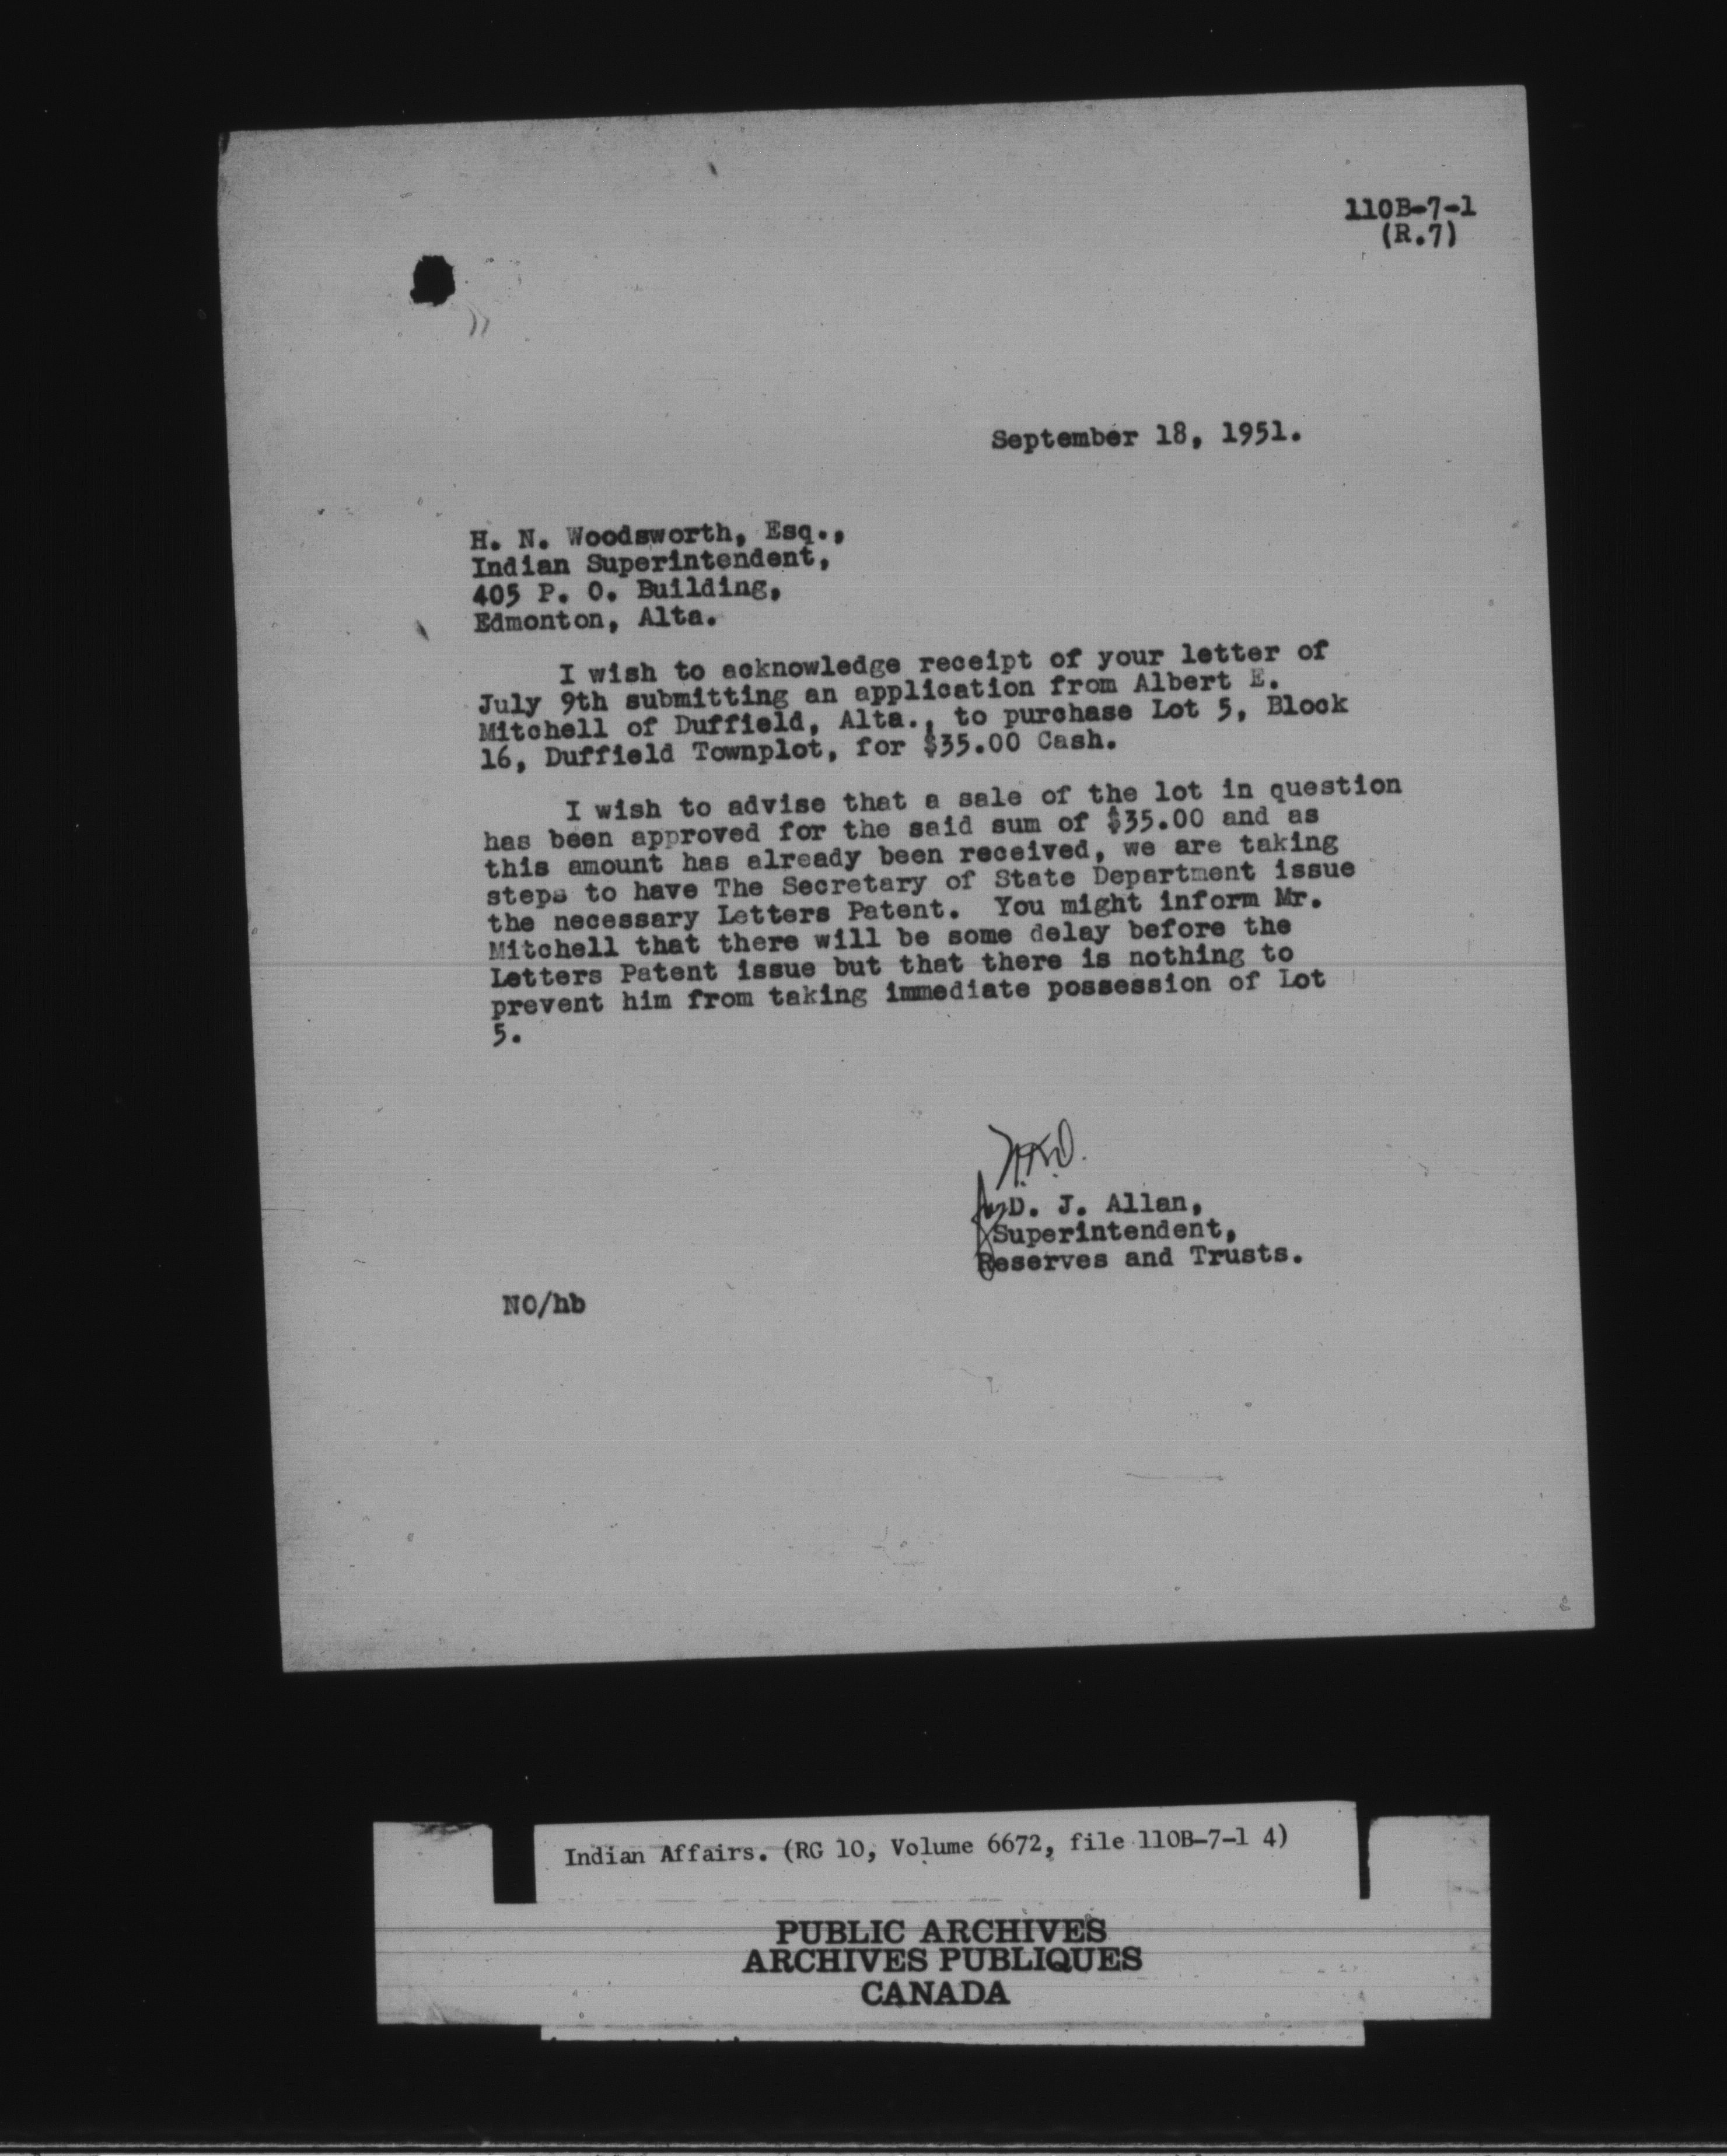 110B-7-1
(R.7)
September 18, 1951.
H. N. Woodsworth, Esq.,
Indian Superintendent,
405 P. O. Building,
Edmonton, Alta.
I wish to acknowledge receipt of your letter of
July 9th submitting an application from Albert E.
Mitchell of Duffield, Alta., to purchase Lot 5, Block
16, Duffield Townplot, for $35.00 Cash.
I wish to advise that a sale of the lot in question
has been approved for the said sum of $35.00 and as
this amount has already been received, we are taking
steps to have The Secretary of State Department issue
the necessary Letters Patent. You might inform Mr.
Mitchell that there will be some delay before the
Letters Patent issue but that there is nothing to
prevent him from taking immediate possession of Lot
5.
for D. J. Allan,
Superintendent,
Reserves and Trusts.
NO/hb
Indian Affairs. (RG 10, Volume 6672, file 110B-7-1 4)
PUBLIC ARCHIVES
ARCHIVES PUBLIQUES
CANADA